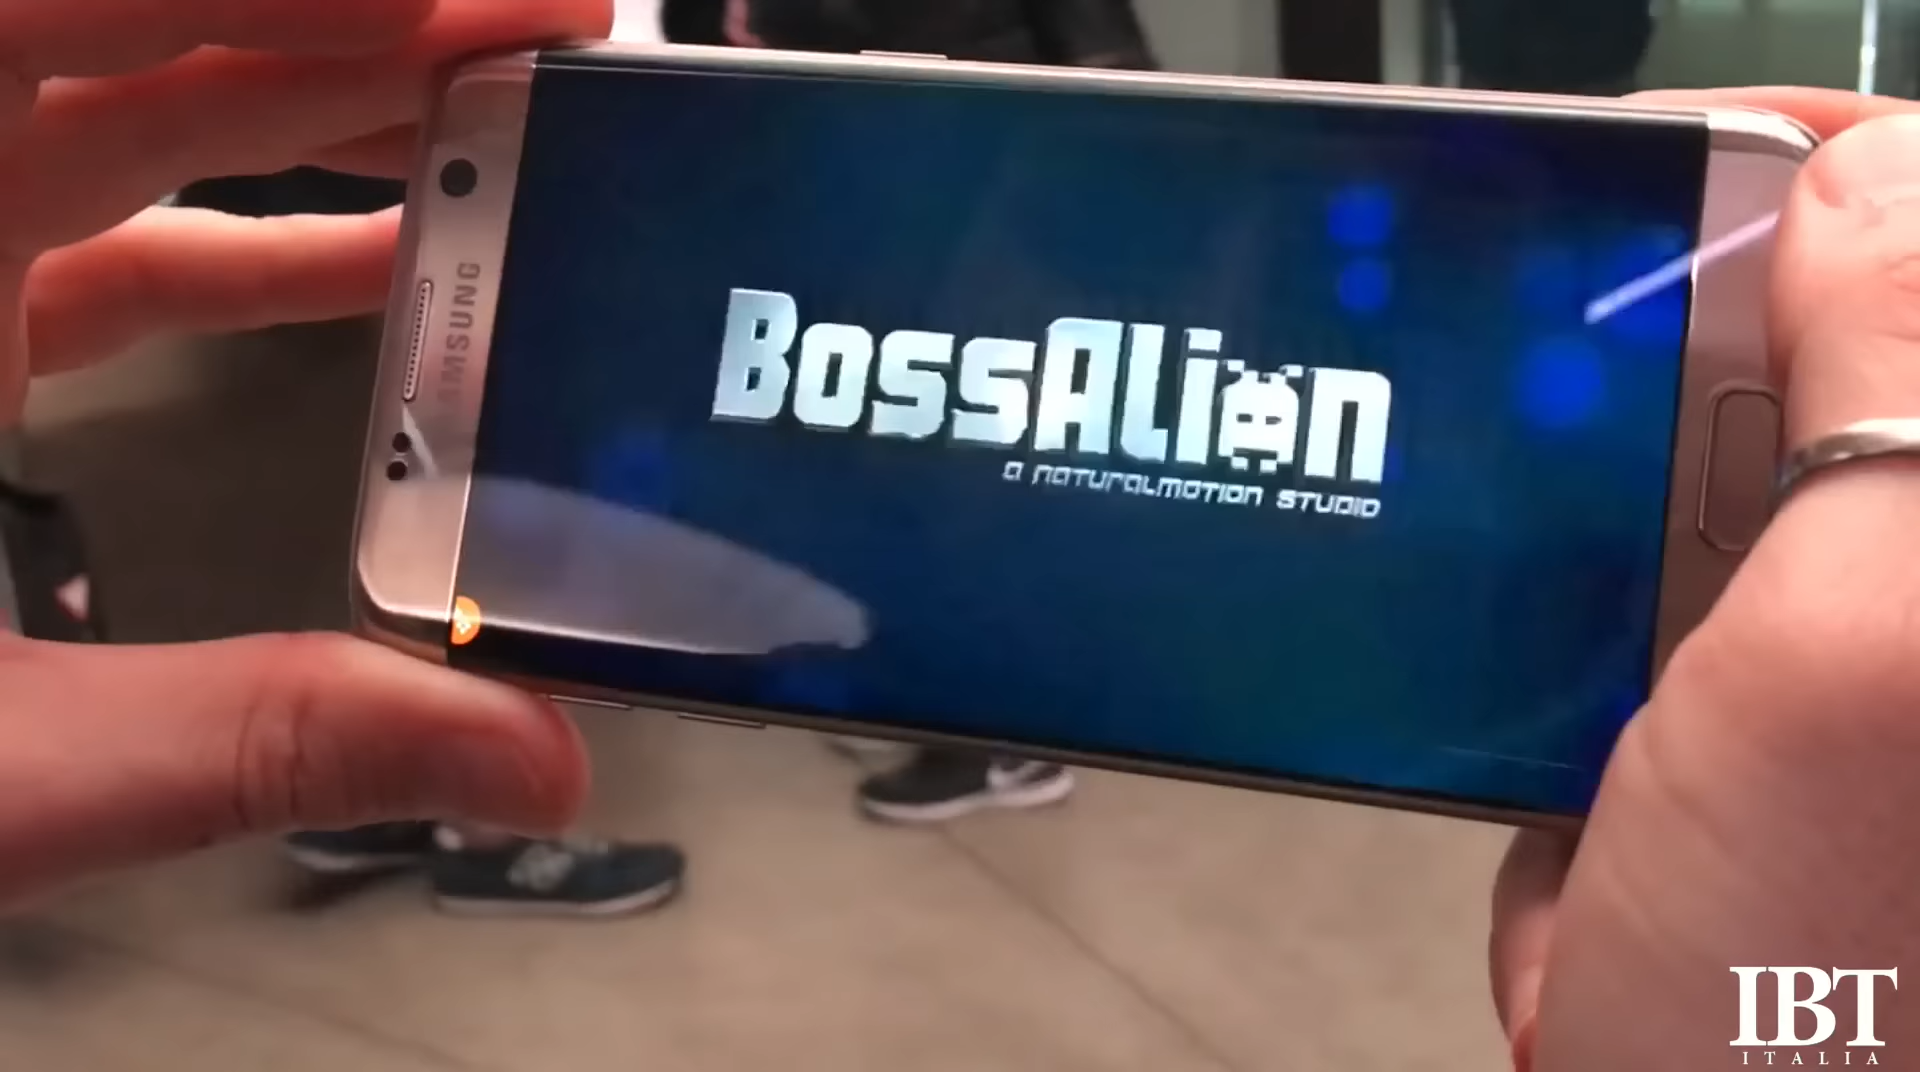 SAMSUNG
BossAlien
a naturalmotion studio
IBT
ITALIA